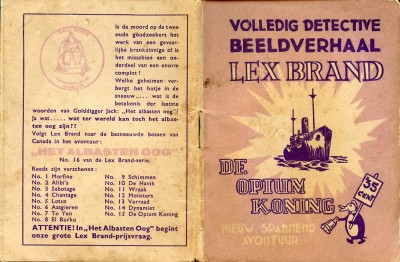 Is de moord op de twee
oude goudzoekers het
werk van een gevaar-
lijke krankzinnige of is
het misschien een on-
derdeel van een enorm
complot!
Welke geheimen ver-
bergt het hutje in de
sneeuw.... wat is de
betekenis der laatste
woorden van Golddigger Jack: „Het albasten oog"!
Ja wat..... wat ter wereld kan toch het albas-
ten oog zijn??
Volgt Lex Brand naar de besneeuwde bossen van
Canada in het avontuur:
„HET ALBASTEN OOG"
No. 16 van de Lex Brand-serie.
Reeds zijn verschenen:
No. 1 Morfine
No. 2 Alibi's
No. 3 Sabotage
No. 4 Chantage
No. 5 Lotus
No. 6 Aasgieren
No. 7 Te Yen
No. 8 El Burko
No. 9 Schimmen
No. 10 De Havik
No. 11 Wraak
No. 12 Monsters
No. 13 Verraad
No. 14 Dynamiet
No. 15 De Opium Koning
ATTENTIE! In „Het Albasten Oog" begint
onze grote Lex Brand-prijsvraag.
VOLLEDIG DETECTIVE
BEELDVERHAAL
LEX BRAND
DE
OPIUM
KONING
35
CENT
NIEUW SPANNEND
AVONTUUR